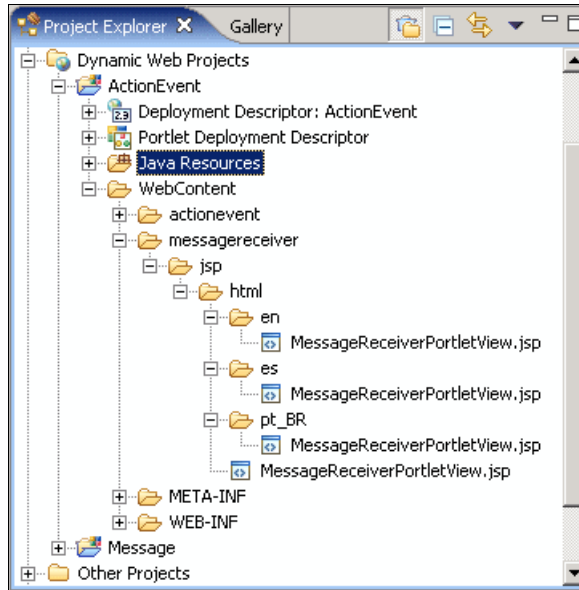 Project Explorer Gallery
Dynamic Web Projects
ActionEvent
2.3 Deployment Descriptor: ActionEvent
Portlet Deployment Descriptor
Java Resources
WebContent
actionevent
messagereceiver
jsp
html
en
MessageReceiverPortletView.jsp
es
MessageReceiverPortletView.jsp
pt_BR
MessageReceiverPortletView.jsp
MessageReceiverPortletView.jsp
META-INF
WEB-INF
Message
Other Projects